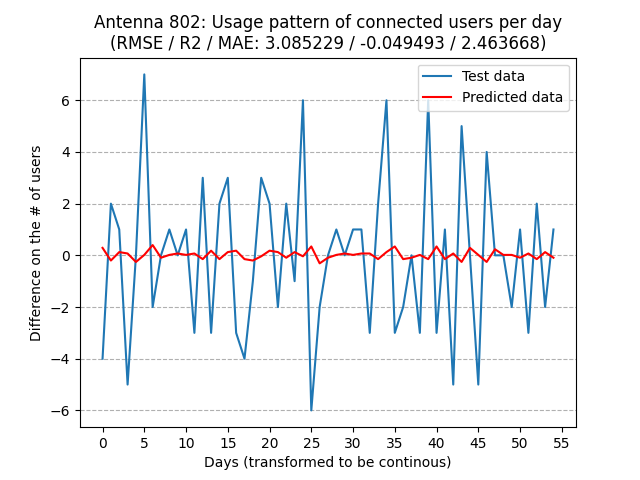 Antenna 802: Usage pattern of connected users per day
(RMSE / R2 / MAE: 3.085229 / -0.049493 / 2.463668)
Test data
Predicted data
Difference on the # of users
6
4
2
0
−2
−4
−6
0 5 10 15 20 25 30 35 40 45 50 55
Days (transformed to be continous)